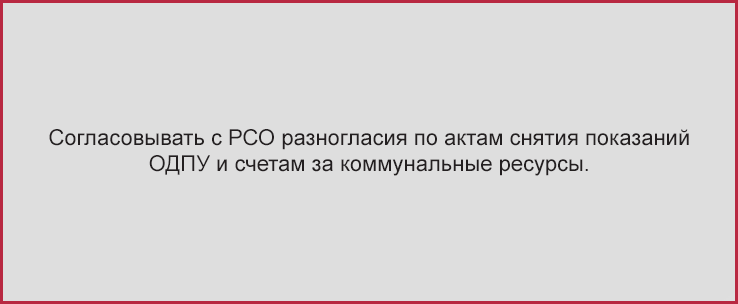 Согласовывать с РСО разногласия по актам снятия показаний
ОДПУ и счетам за коммунальные ресурсы.